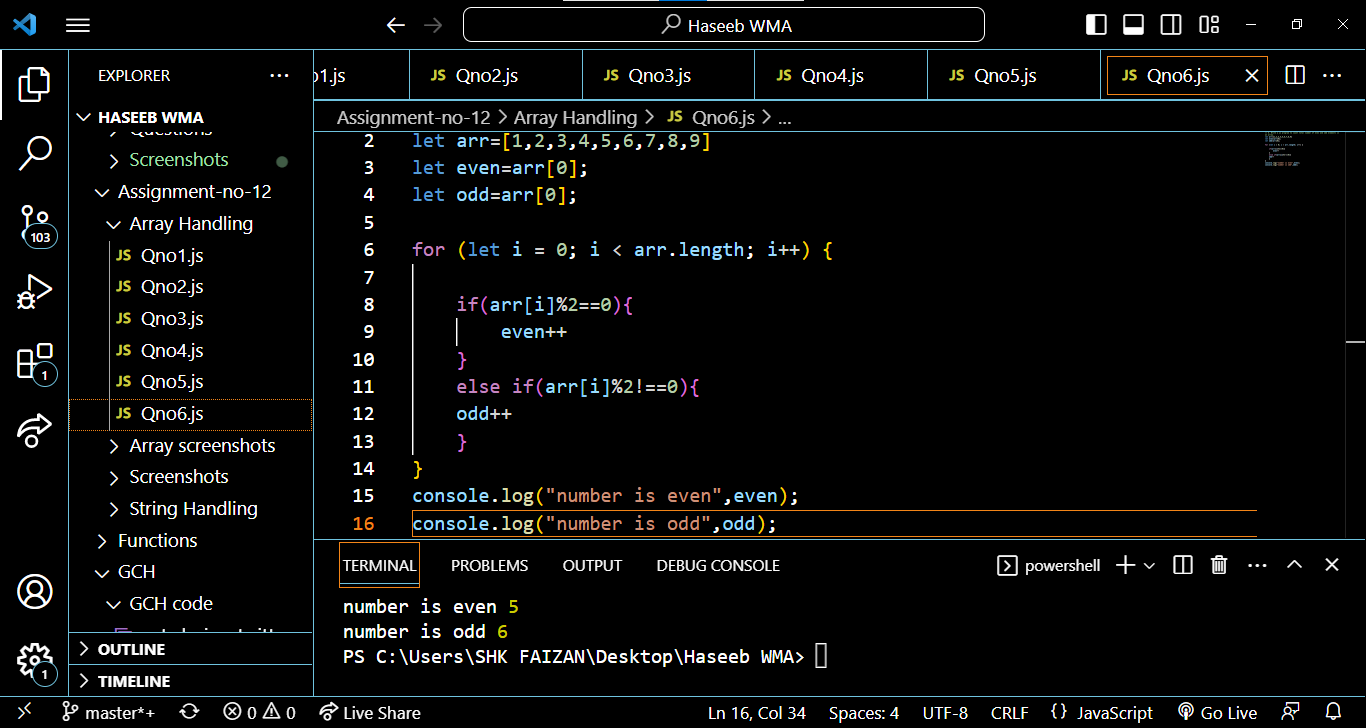 Haseeb WMA
EXPLORER
HASEEB WMA
Questions
Screenshots
Assignment-no-12
Array Handling
JS Qno1.js
JS Qno2.js
JS Qno3.js
JS Qno4.js
JS Qno5.js
JS Qno6.js
Array screenshots
Screenshots
String Handling
Functions
GCH
GCH code
OUTLINE
TIMELINE
103
1
1
o1.js JS Qno2.js JS Qno3.js JS Qno4.js JS Qno5.js JS Qno6.js
Assignment-no-12 > Array Handling > JS Qno6.js > ...
2 let arr=[1,2,3,4,5,6,7,8,9]
3 let even=arr[0];
4 let odd=arr[0];
5
6 for (let i = 0; i < arr.length; i++) {
7
8 if(arr[i]%2==0){
9 even++
10 }
11 else if(arr[i]%2!==0){
12 odd++
13 }
14 }
15 console.log("number is even",even);
16 console.log("number is odd",odd);
TERMINAL PROBLEMS OUTPUT DEBUG CONSOLE powershell
number is even 5
number is odd 6
PS C:\Users\SHK FAIZAN\Desktop\Haseeb WMA>
master*+ 0 0 Live Share Ln 16, Col 34 Spaces: 4 UTF-8 CRLF {} JavaScript Go Live